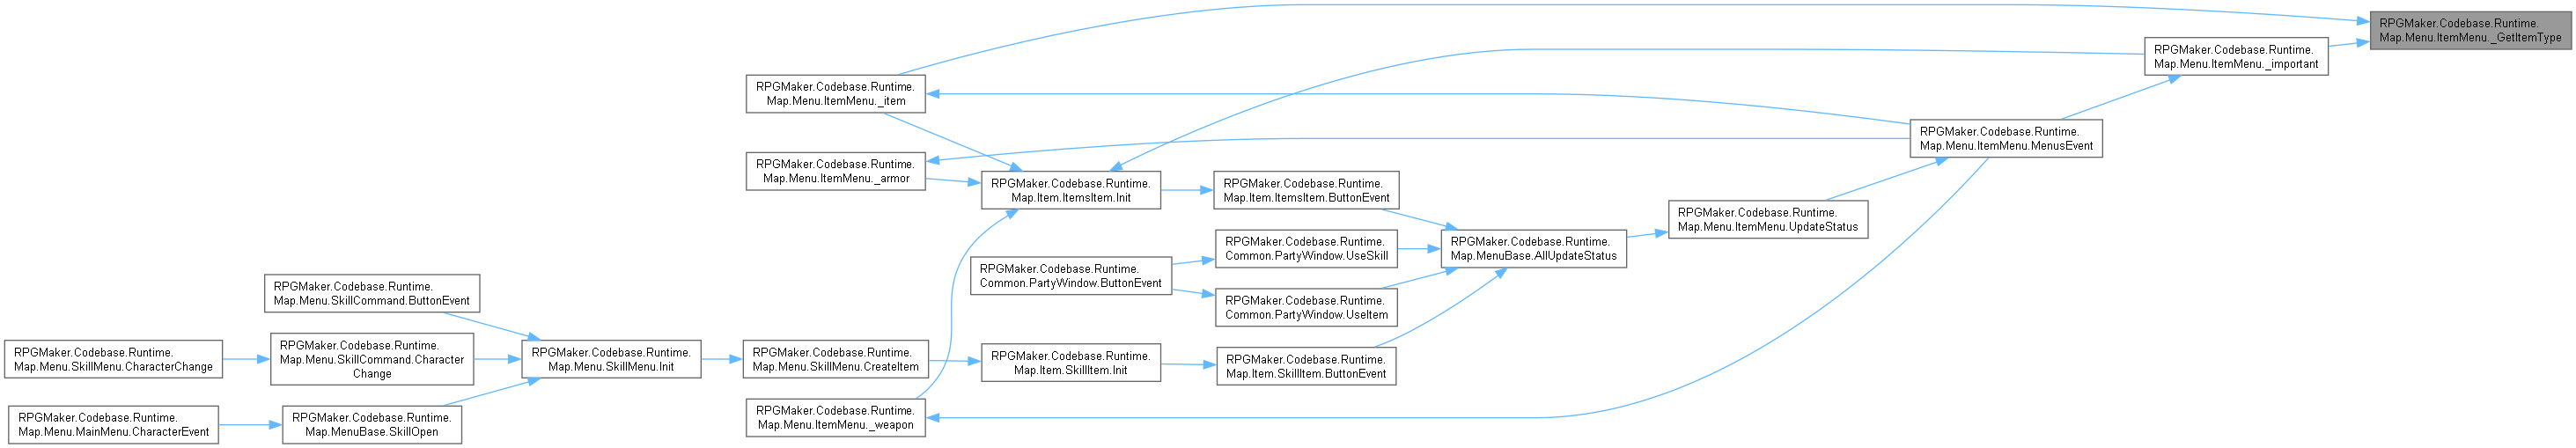 RPGMaker.Codebase.Runtime.
Map.Menu.ItemMenu._GetItemType
RPGMaker.Codebase.Runtime.
Map.Menu.ItemMenu._important
RPGMaker.Codebase.Runtime.
Map.Menu.ItemMenu._item
RPGMaker.Codebase.Runtime.
Map.Menu.ItemMenu.MenusEvent
RPGMaker.Codebase.Runtime.
Map.Menu.ItemMenu._armor
RPGMaker.Codebase.Runtime.
Map.Item.ItemsItem.Init
RPGMaker.Codebase.Runtime.
Map.Item.ItemsItem.ButtonEvent
RPGMaker.Codebase.Runtime.
Map.Menu.ItemMenu.UpdateStatus
RPGMaker.Codebase.Runtime.
Common.PartyWindow.UseSkill
RPGMaker.Codebase.Runtime.
Map.MenuBase.AllUpdateStatus
RPGMaker.Codebase.Runtime.
Common.PartyWindow.ButtonEvent
RPGMaker.Codebase.Runtime.
Map.Menu.SkillCommand.ButtonEvent
RPGMaker.Codebase.Runtime.
Common.PartyWindow.UseItem
RPGMaker.Codebase.Runtime.
Map.Menu.SkillMenu.CharacterChange
RPGMaker.Codebase.Runtime.
Map.Menu.SkillCommand.Character
Change
RPGMaker.Codebase.Runtime.
Map.Menu.SkillMenu.Init
RPGMaker.Codebase.Runtime.
Map.Menu.SkillMenu.CreateItem
RPGMaker.Codebase.Runtime.
Map.Item.SkillItem.Init
RPGMaker.Codebase.Runtime.
Map.Item.SkillItem.ButtonEvent
RPGMaker.Codebase.Runtime.
Map.Menu.MainMenu.CharacterEvent
RPGMaker.Codebase.Runtime.
Map.MenuBase.SkillOpen
RPGMaker.Codebase.Runtime.
Map.Menu.ItemMenu._weapon